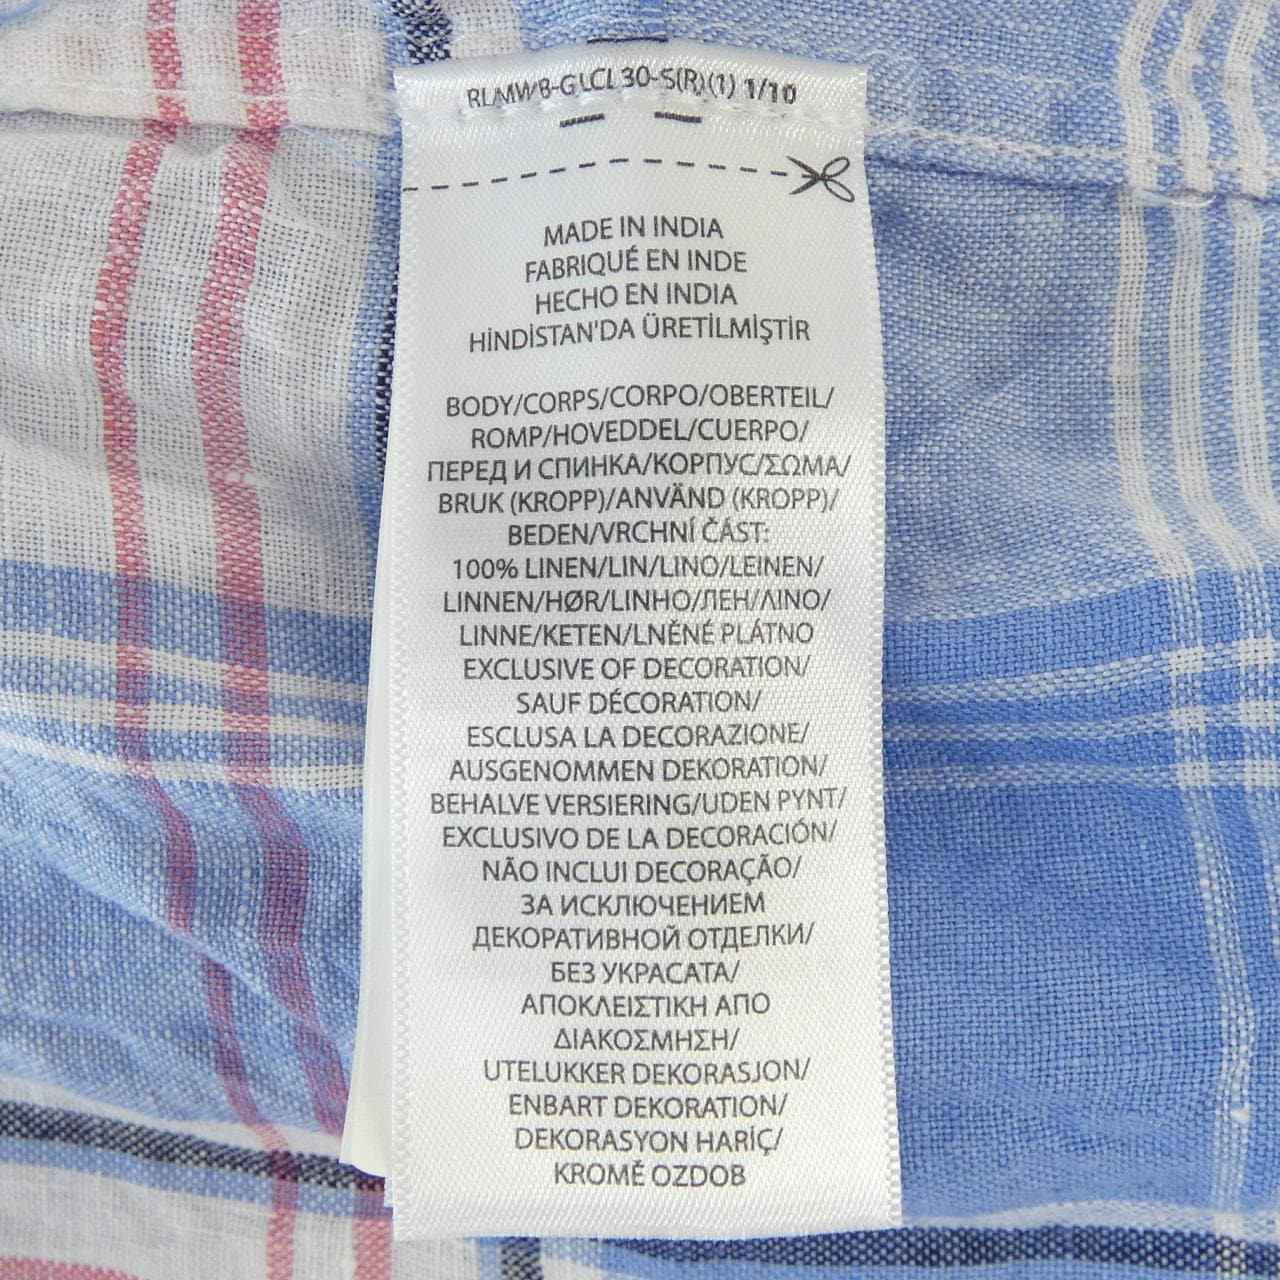 RL/MWB-GLCL30-S(R)(1) 1/10
MADE IN INDIA
FABRIQUÉ EN INDE
HECHO EN INDIA
HİNDİSTAN'DA ÜRETİLMİŞTİR
BODY/CORPS/CORPO/OBERTEIL/
ROMP/HOVEDDEL/CUERPO/
ПЕРЕД И СПИНКА/КОРПУС/ΣΩΜΑ/
BRUK (KROPP)/ANVÄND (KROPP)/
BEDEN/VRCHNÍ ČÁST:
100% LINEN/LIN/LINO/LEINEN/
LINNEN/HØR/LINHO/ЛЕН/ΛΙΝΟ/
LINNE/KETEN/LNĚNÉ PLÁTNO
EXCLUSIVE OF DECORATION/
SAUF DÉCORATION/
ESCLUSA LA DECORAZIONE/
AUSGENOMMEN DEKORATION/
BEHALVE VERSIERING/UDEN PYNT/
EXCLUSIVO DE LA DECORACIÓN/
NÃO INCLUI DECORAÇÃO/
ЗА ИСКЛЮЧЕНИЕМ
ДЕКОРАТИВНОЙ ОТДЕЛКИ/
БЕЗ УКРАСАТА/
ΑΠΟΚΛΕΙΣΤΙΚΗ ΑΠΟ
ΔΙΑΚΟΣΜΗΣΗ/
UTELUKKER DEKORASJON/
ENBART DEKORATION/
DEKORASYON HARİÇ/
KROMĚ OZDOB